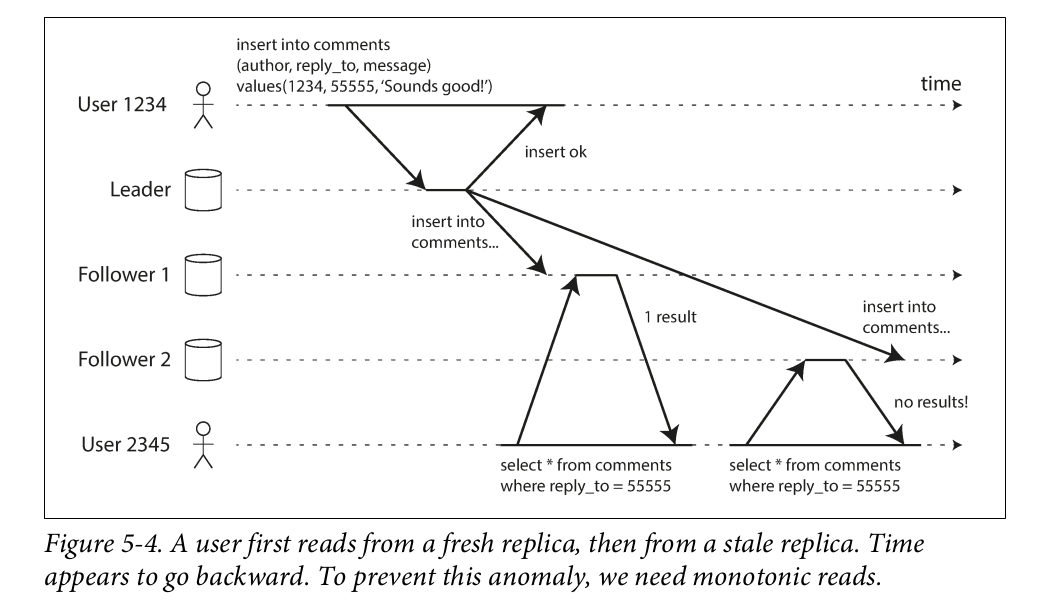 insert into comments
(author, reply_to, message)
values(1234, 55555, ‘Sounds good!’)
User 1234
time
insert ok
Leader
insert into
comments...
Follower 1
1 result
insert into
comments...
Follower 2
no results!
User 2345
select * from comments
where reply_to = 55555
select * from comments
where reply_to = 55555
Figure 5-4. A user first reads from a fresh replica, then from a stale replica. Time
appears to go backward. To prevent this anomaly, we need monotonic reads.